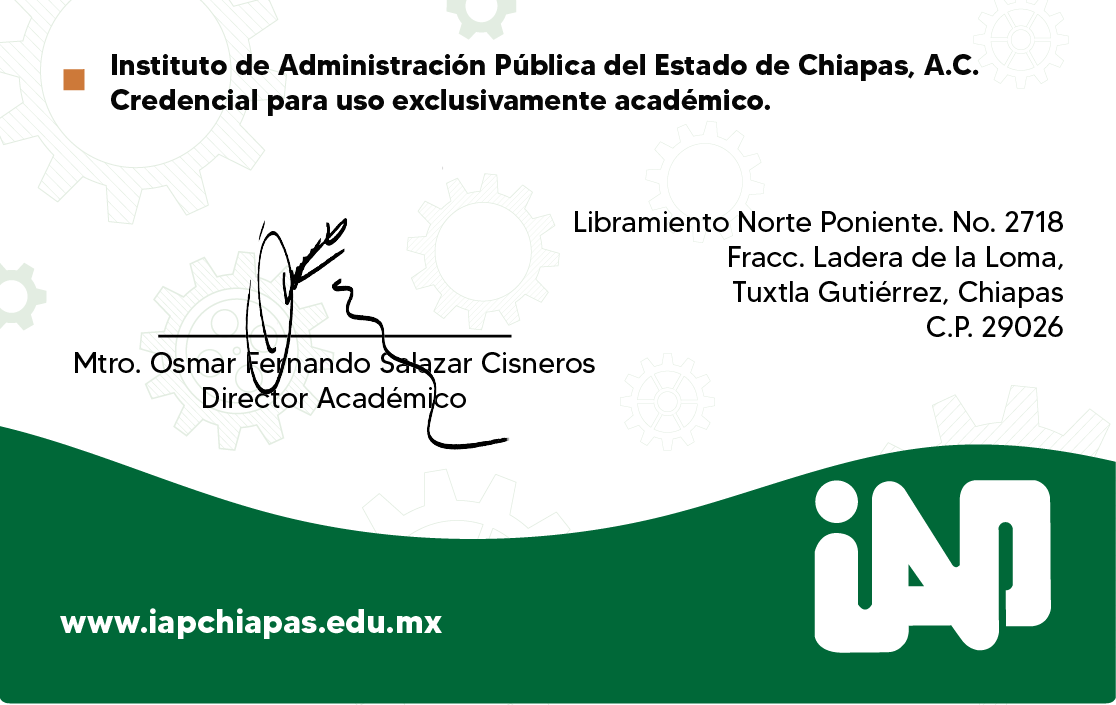 Instituto de Administración Pública del Estado de Chiapas, A.C.
Credencial para uso exclusivamente académico.
Libramiento Norte Poniente. No. 2718
Fracc. Ladera de la Loma,
Tuxtla Gutiérrez, Chiapas
C.P. 29026
Mtro. Osmar Fernando Salazar Cisneros
Director Académico
www.iapchiapas.edu.mx
iAP